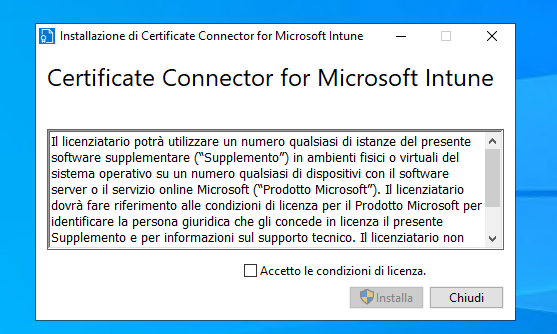 Installazione di Certificate Connector for Microsoft Intune
Certificate Connector for Microsoft Intune
Il licenziatario potrà utilizzare un numero qualsiasi di istanze del presente
software supplementare (“Supplemento”) in ambienti fisici o virtuali del
sistema operativo su un numero qualsiasi di dispositivi con il software
server o il servizio online Microsoft (“Prodotto Microsoft”). Il licenziatario
dovrà fare riferimento alle condizioni di licenza per il Prodotto Microsoft per
identificare la persona giuridica che gli concede in licenza il presente
Supplemento e per informazioni sul supporto tecnico. Il licenziatario non
Accetto le condizioni di licenza.
Installa Chiudi